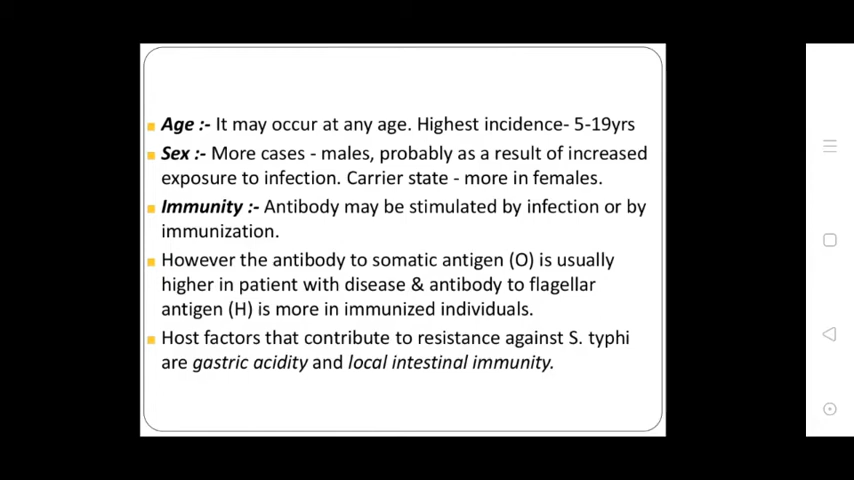 Age :- It may occur at any age. Highest incidence- 5-19yrs
Sex :- More cases - males, probably as a result of increased
exposure to infection. Carrier state - more in females.
Immunity :- Antibody may be stimulated by infection or by
immunization.
However the antibody to somatic antigen (O) is usually
higher in patient with disease & antibody to flagellar
antigen (H) is more in immunized individuals.
Host factors that contribute to resistance against S. typhi
are gastric acidity and local intestinal immunity.